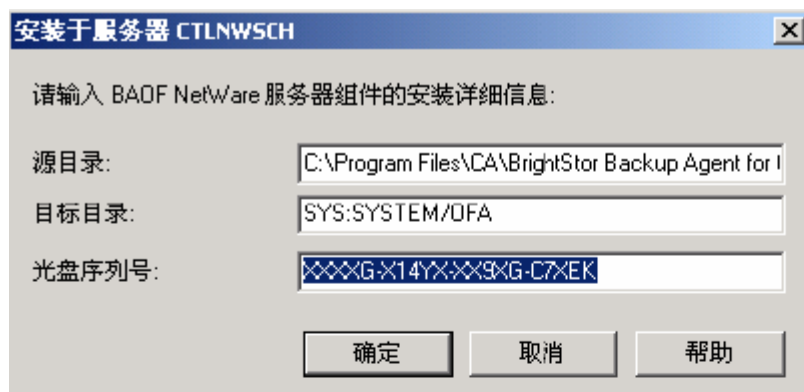 安装于服务器 CTLNWSCH
请输入 BAOF NetWare 服务器组件的安装详细信息:
源目录: C:\Program Files\CA\BrightStor Backup Agent for
目标目录: SYS:SYSTEM/OFA
光盘序列号: XXXXG-X14YX-XX9XG-C7XEK
确定 取消 帮助